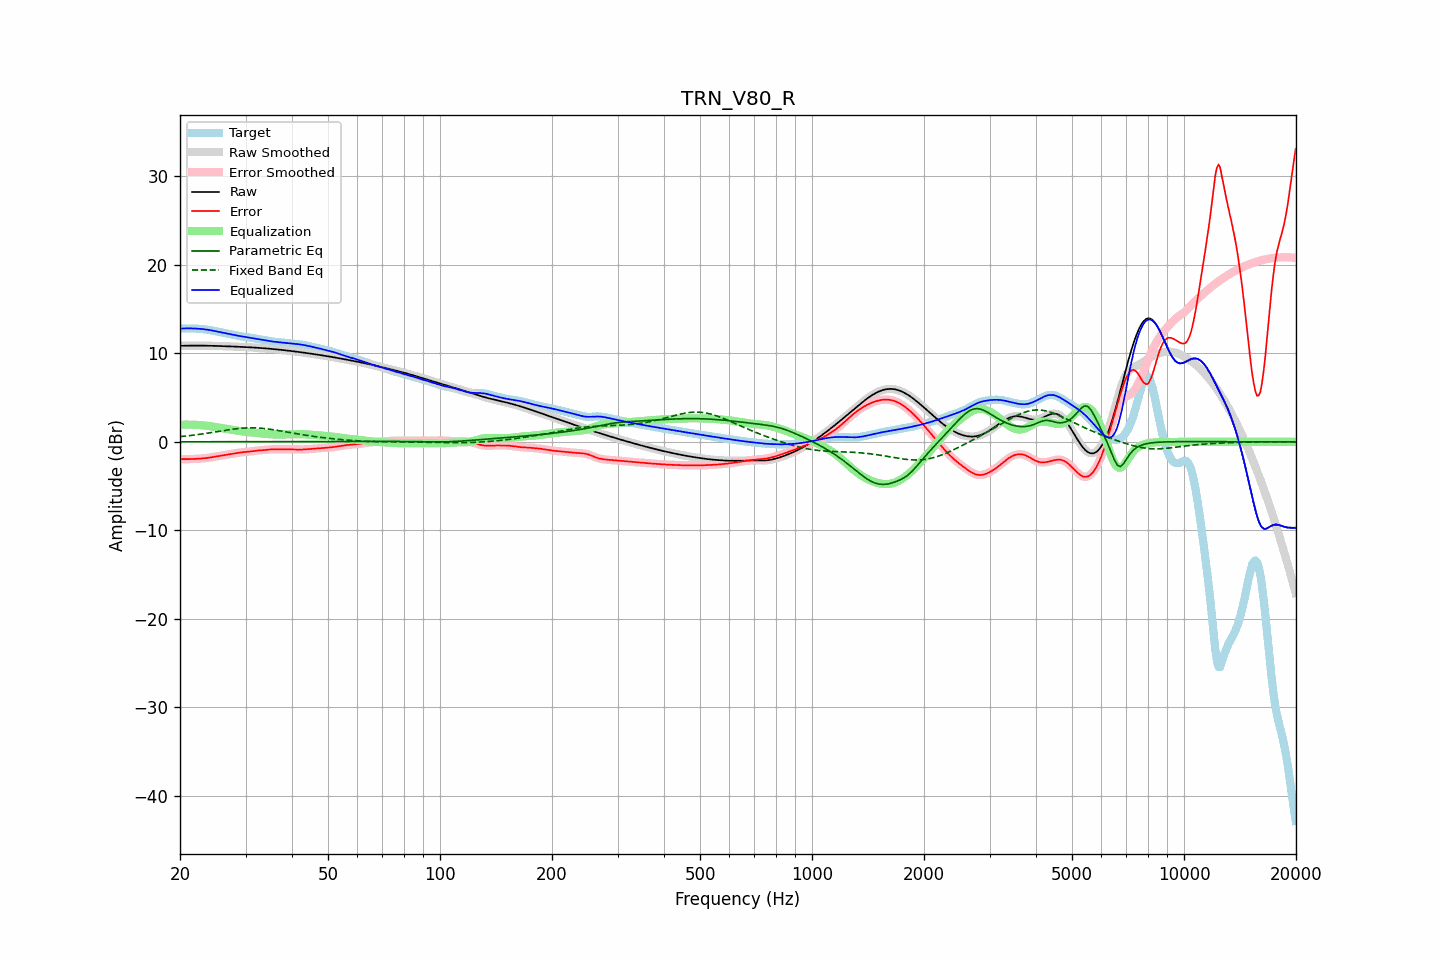 TRN_V80_R
Target
Raw Smoothed
Error Smoothed
Raw
Error
Equalization
Parametric Eq
Fixed Band Eq
Equalized
Amplitude (dBr)
30
20
10
0
−10
−20
−30
−40
20 50 100 200 500 1000 2000 5000 10000 20000
Frequency (Hz)